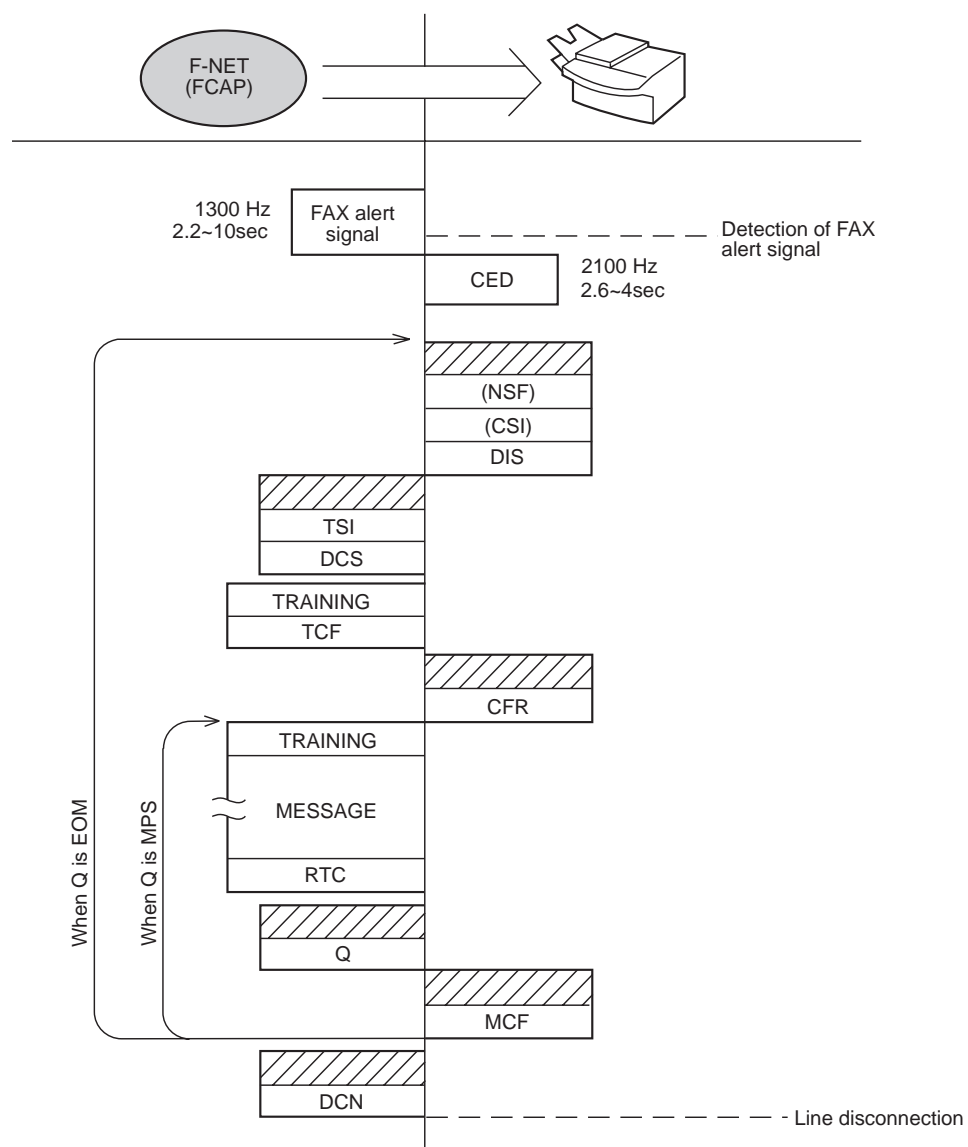 F-NET
(FCAP)
1300 Hz
2.2~10sec
FAX alert
signal
Detection of FAX
alert signal
CED
2100 Hz
2.6~4sec
(NSF)
(CSI)
DIS
TSI
DCS
TRAINING
TCF
CFR
TRAINING
MESSAGE
RTC
When Q is EOM
When Q is MPS
Q
MCF
DCN
Line disconnection